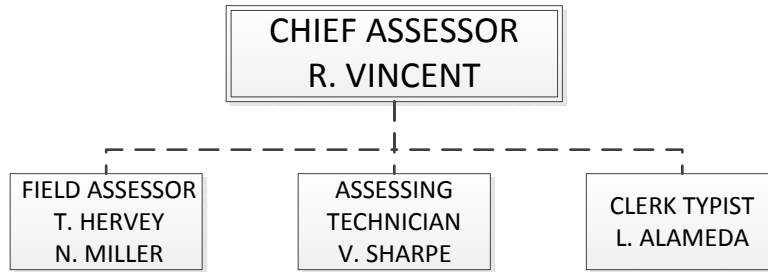 CHIEF ASSESSOR
R. VINCENT
FIELD ASSESSOR
T. HERVEY
N. MILLER
ASSESSING
TECHNICIAN
V. SHARPE
CLERK TYPIST
L. ALAMEDA